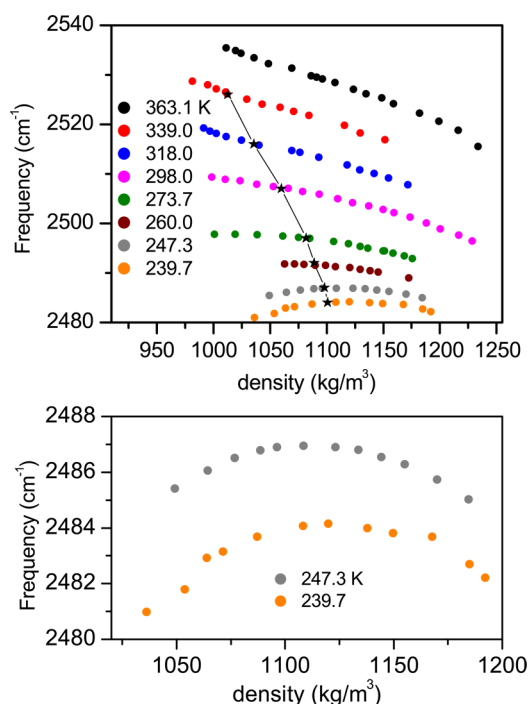 2540
2520
2500
2480
Frequency (cm⁻¹)
363.1 K
339.0
318.0
298.0
273.7
260.0
247.3
239.7
950 1000 1050 1100 1150 1200 1250
density (kg/m³)
2488
2486
2484
2482
2480
Frequency (cm⁻¹)
247.3 K
239.7
1050 1100 1150 1200
density (kg/m³)